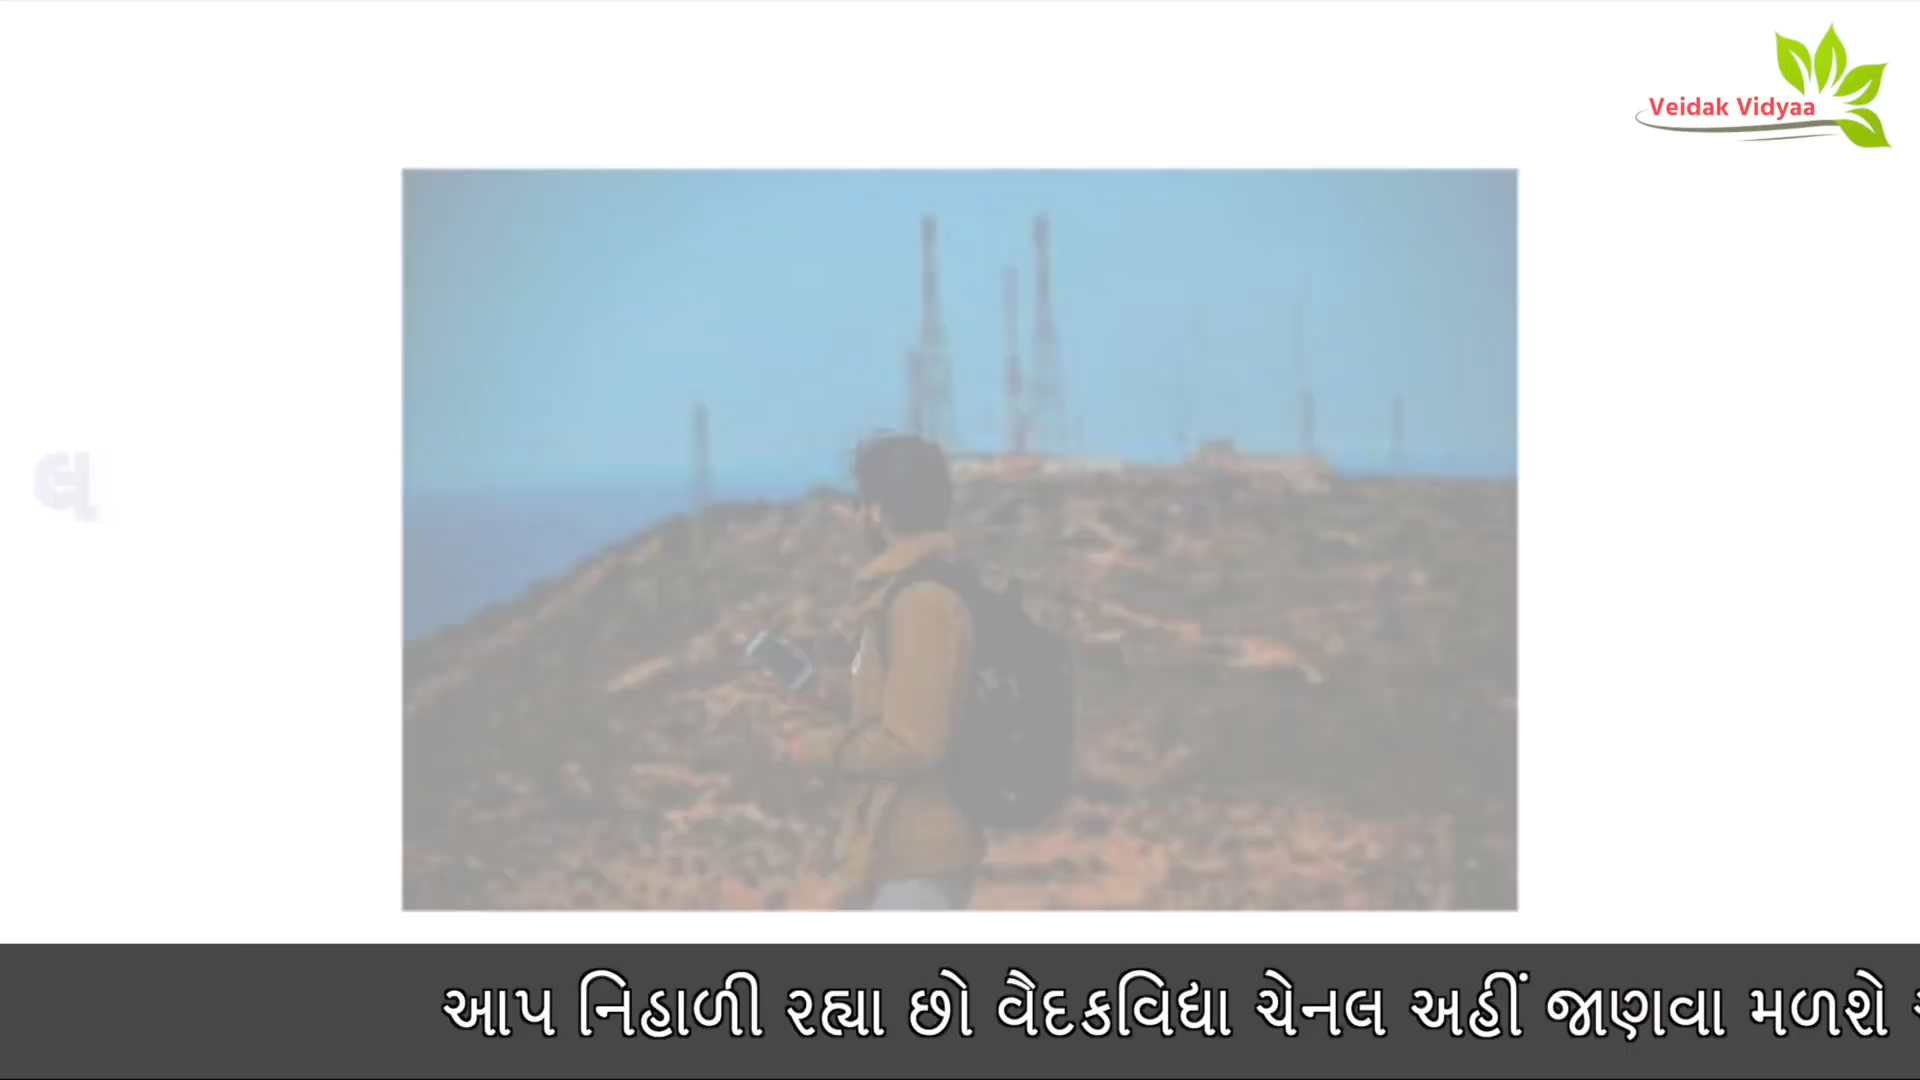 Veidak Vidyaa
લ
આપ નિહાળી રહ્યા છો વૈદકવિદ્યા ચેનલ અહીં જાણવા મળશે